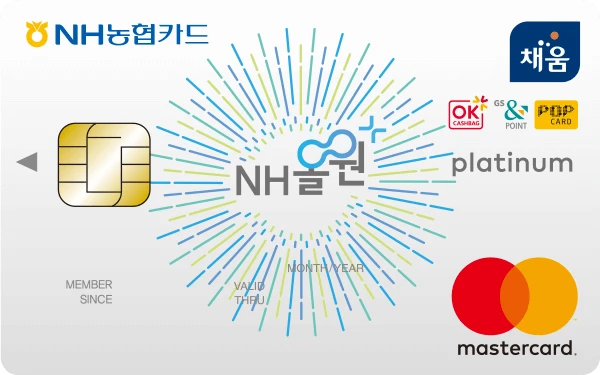 NH농협카드
채움
OK
CASHBAG
GS
&
POINT
POP
CARD
NH올원
platinum
MONTH/YEAR
MEMBER
SINCE
VALID
THRU
mastercard.